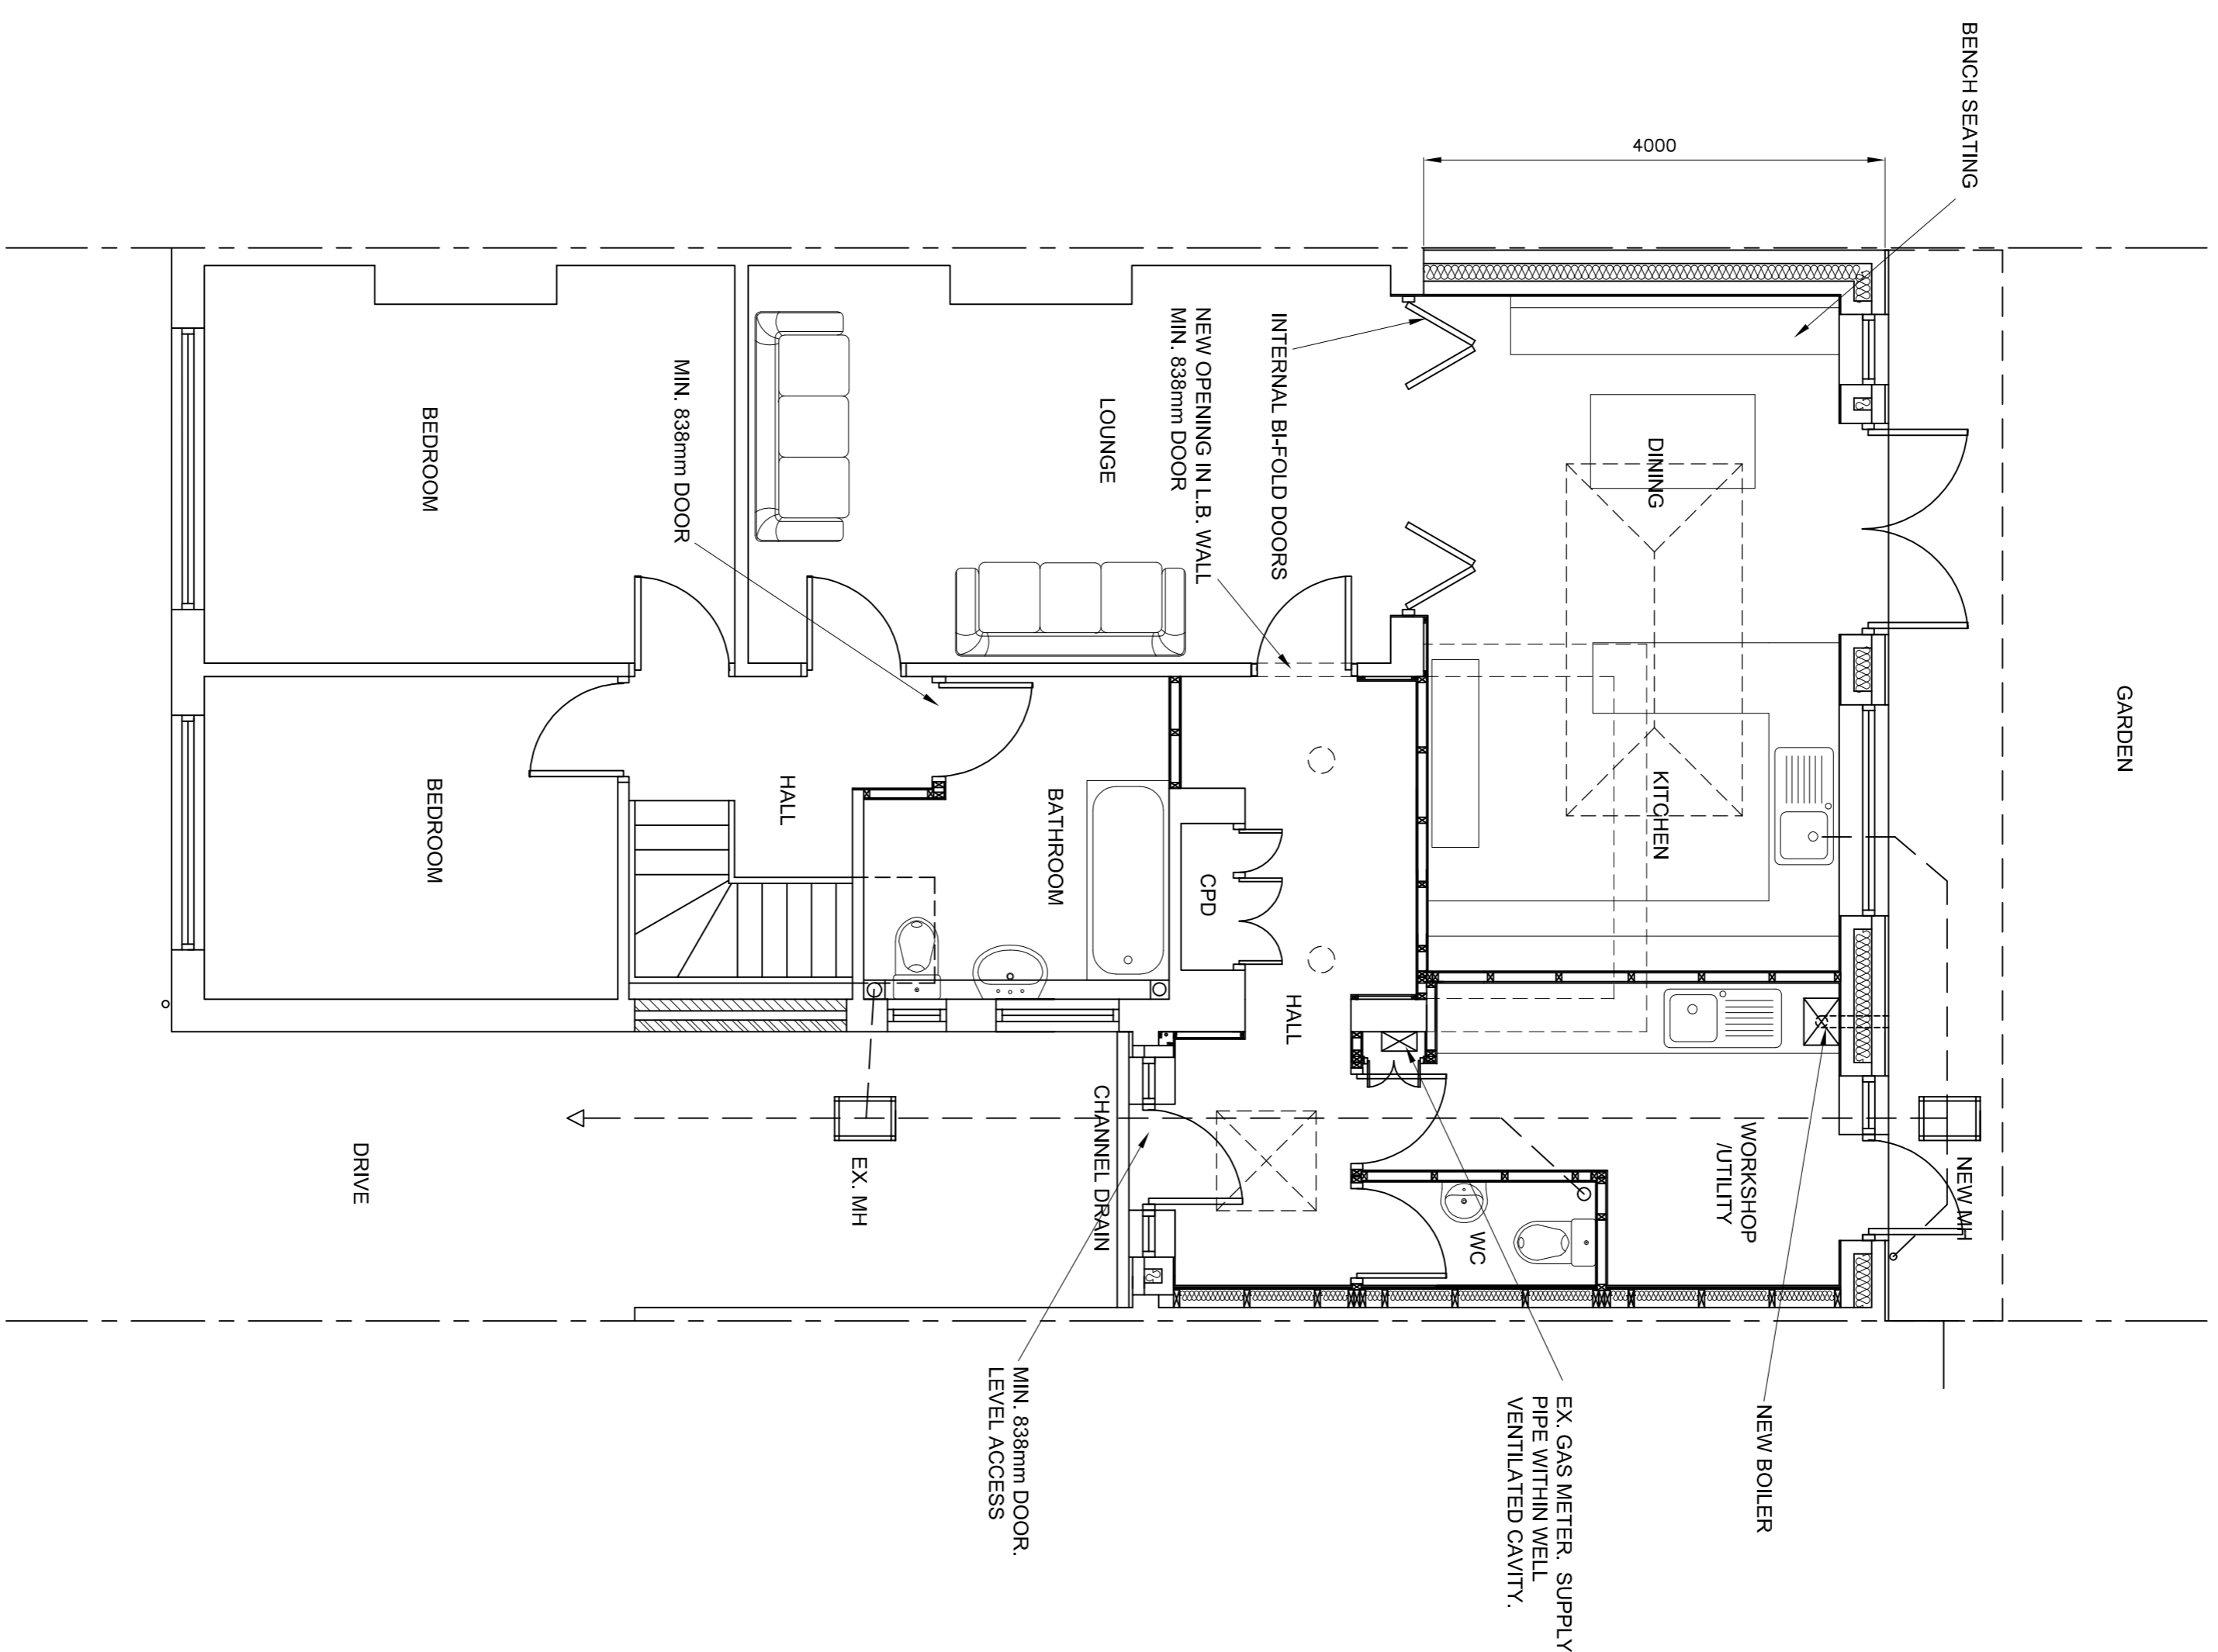 BENCH SEATING
4000
GARDEN
DINING
KITCHEN
INTERNAL BI-FOLD DOORS
NEW OPENING IN L.B. WALL
MIN. 838mm DOOR
LOUNGE
MIN. 838mm DOOR
BEDROOM
BEDROOM
HALL
BATHROOM
CPD
HALL
WORKSHOP
/UTILITY
WC
NEW MH
CHANNEL DRAIN
EX. MH
DRIVE
MIN. 838mm DOOR.
LEVEL ACCESS
EX. GAS METER. SUPPLY
PIPE WITHIN WELL
VENTILATED CAVITY.
NEW BOILER